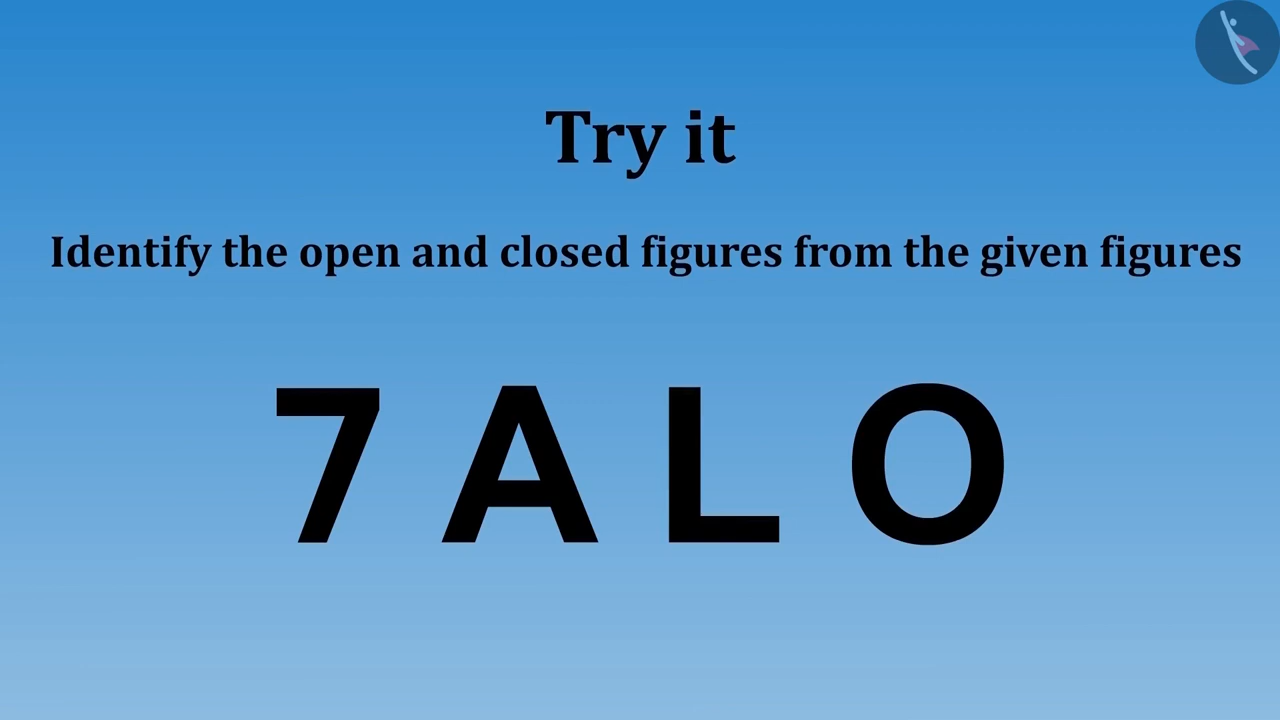 Try it
Identify the open and closed figures from the given figures
7 A L O